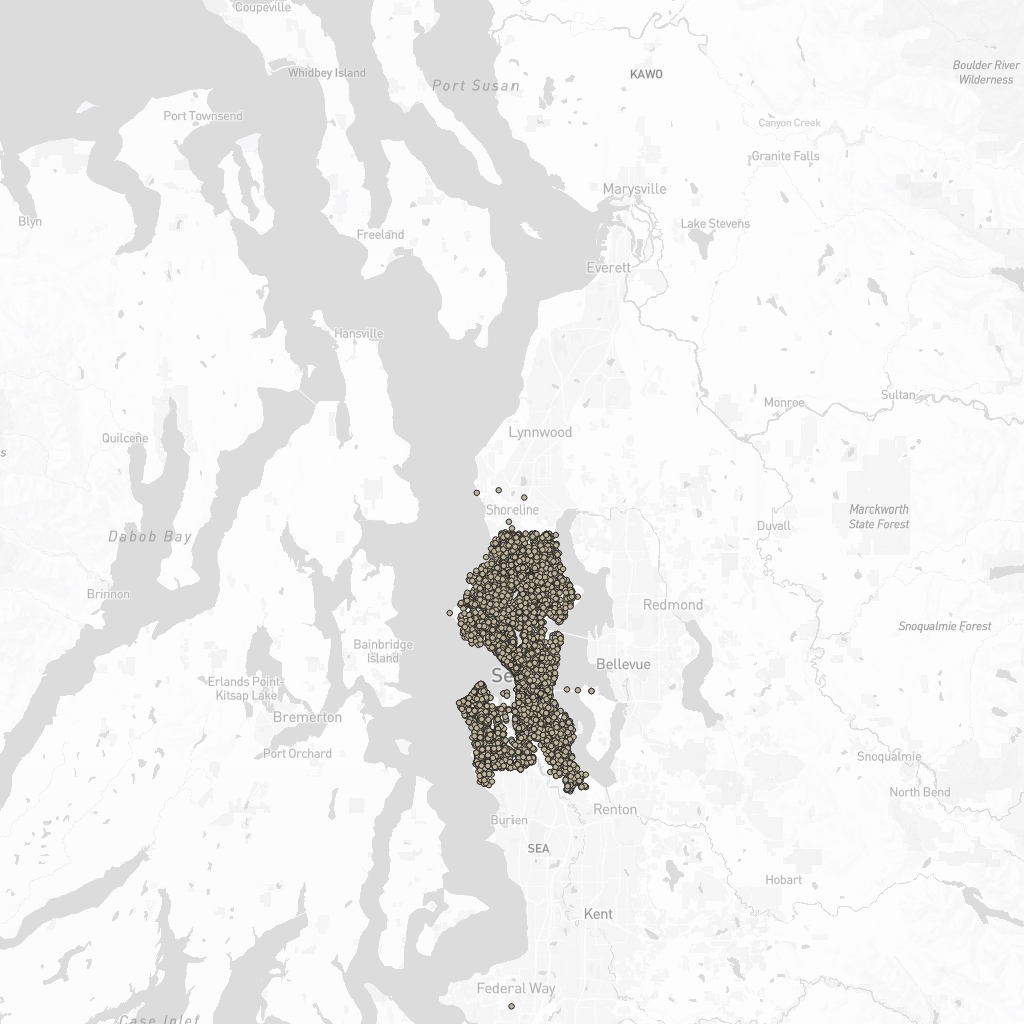 Coupeville
Whidbey Island
Port Susan
KAWO
Boulder River
Wilderness
Port Townsend
Canyon Creek
Granite Falls
Marysville
Blyn
Freeland
Lake Stevens
Everett
Hansville
Monroe
Sultan
Quilcene
Lynnwood
Shoreline
Marckworth
State Forest
Dabob Bay
Duvall
Brinnon
Redmond
Snoqualmie Forest
Bainbridge
Island
Bellevue
Erlands Point-
Kitsap Lake
Bremerton
Port Orchard
Snoqualmie
North Bend
Renton
Burien
SEA
Hobart
Kent
Federal Way
Case Inlet